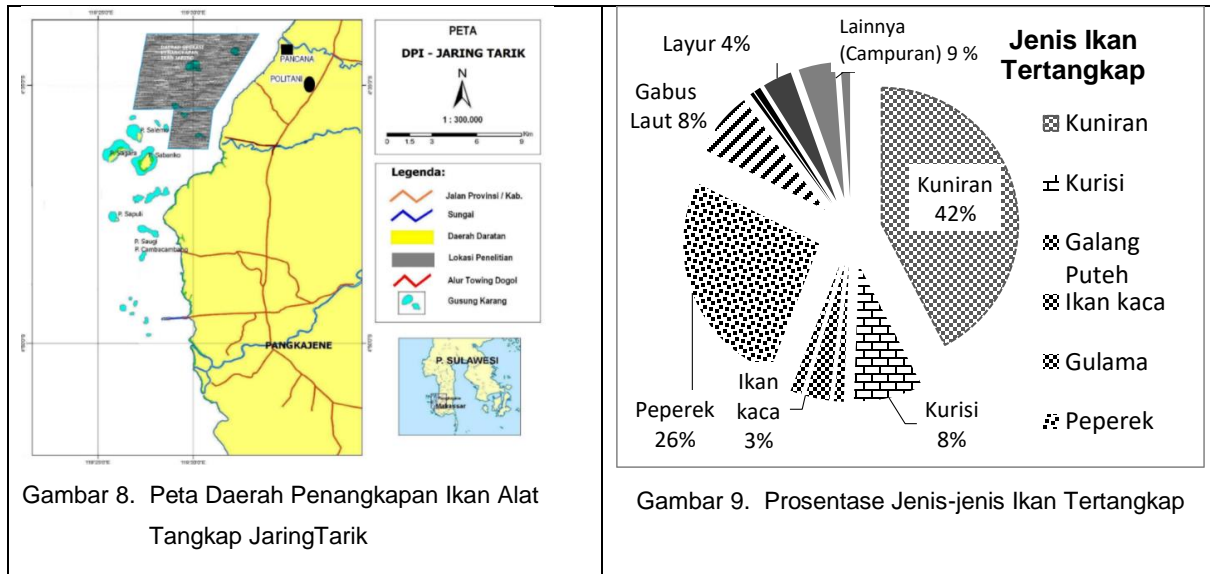 PETA
DPI - JARING TARIK
N
1 : 300.000
0 1.5 3 6 9 Km
Legenda:
Jalan Provinsi / Kab.
Sungai
Daerah Daratan
Lokasi Penelitian
Alur Towing Dogol
Gusung Karang
PANCANA
POLITANI
P. Salemo
P. Sagara
P. Sabanko
P. Sapuli
P. Saugi
P. Cambacambang
PANGKAJENE
P. SULAWESI
Makassar
Gambar 8. Peta Daerah Penangkapan Ikan Alat
Tangkap JaringTarik
Jenis Ikan
Tertangkap
Layur 4%
Lainnya
(Campuran) 9 %
Gabus
Laut 8%
Kuniran
42%
Peperek
26%
Ikan
kaca
3%
Kurisi
8%
Kuniran
Kurisi
Galang
Puteh
Ikan kaca
Gulama
Peperek
Gambar 9. Prosentase Jenis-jenis Ikan Tertangkap